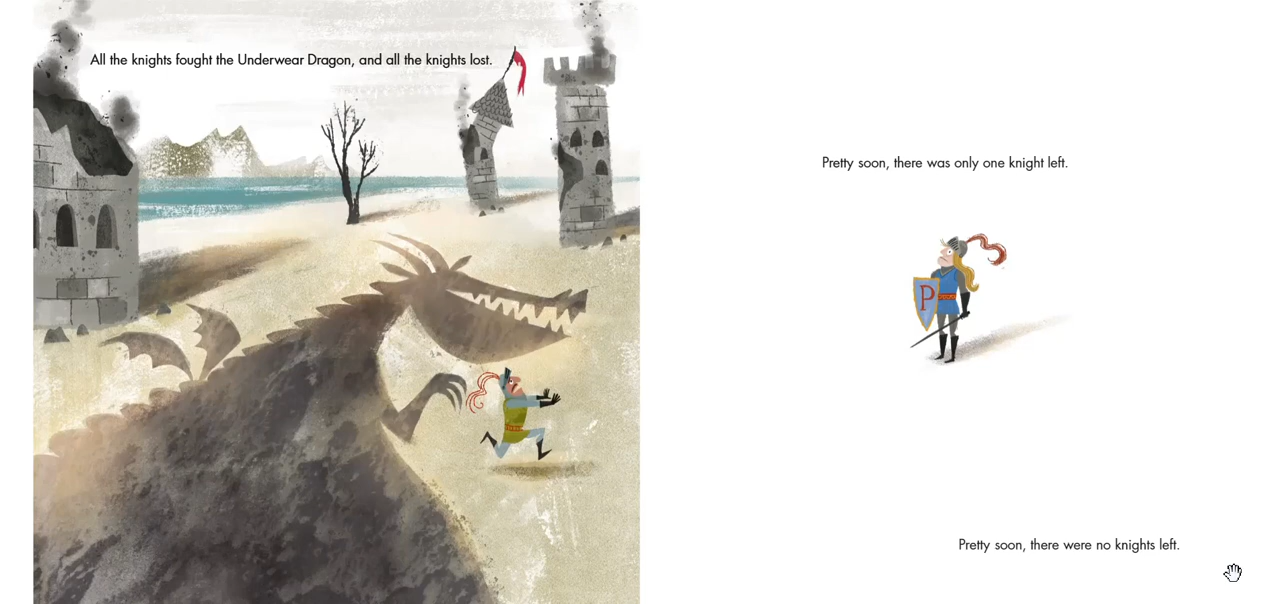 All the knights fought the Underwear Dragon, and all the knights lost.
Pretty soon, there was only one knight left.
P
Pretty soon, there were no knights left.